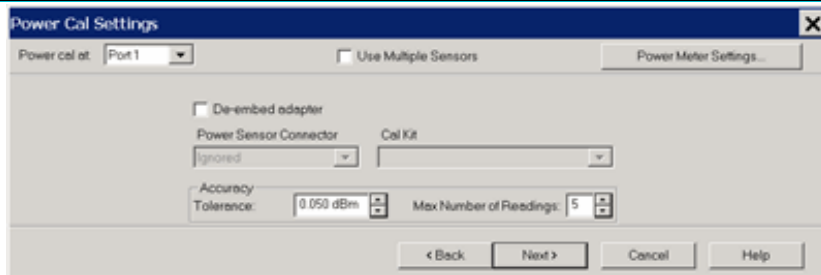 Power Cal Settings
Power cal at: Port 1 Use Multiple Sensors Power Meter Settings...
De-embed adapter
Power Sensor Connector Cal Kit
Ignored
Accuracy
Tolerance: 0.050 dBm Max Number of Readings: 5
< Back Next > Cancel Help